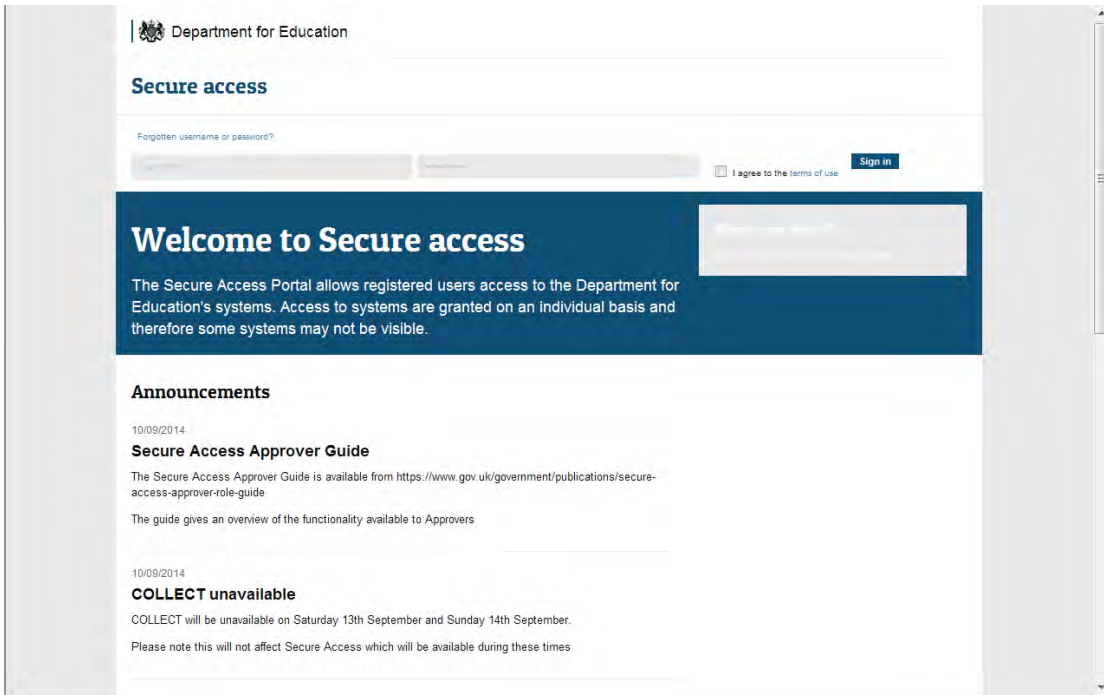 Department for Education
Secure access
Forgotten username or password?
I agree to the terms of use
Sign in
Welcome to Secure access
The Secure Access Portal allows registered users access to the Department for
Education's systems. Access to systems are granted on an individual basis and
therefore some systems may not be visible.
Announcements
10/09/2014
Secure Access Approver Guide
The Secure Access Approver Guide is available from https://www.gov.uk/government/publications/secure-
access-approver-role-guide
The guide gives an overview of the functionality available to Approvers
10/09/2014
COLLECT unavailable
COLLECT will be unavailable on Saturday 13th September and Sunday 14th September.
Please note this will not affect Secure Access which will be available during these times